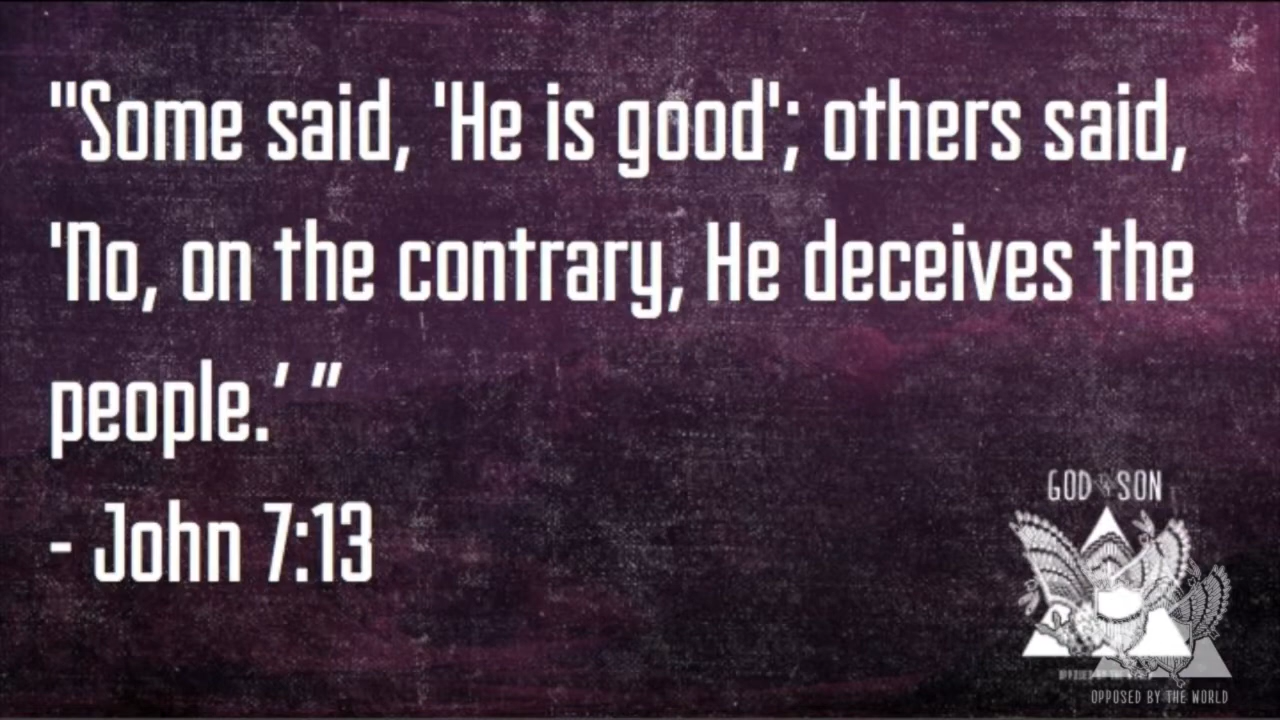 "Some said, 'He is good'; others said,
'No, on the contrary, He deceives the
people.’ ”
- John 7:13
GOD SON
OPPOSED BY THE WORLD